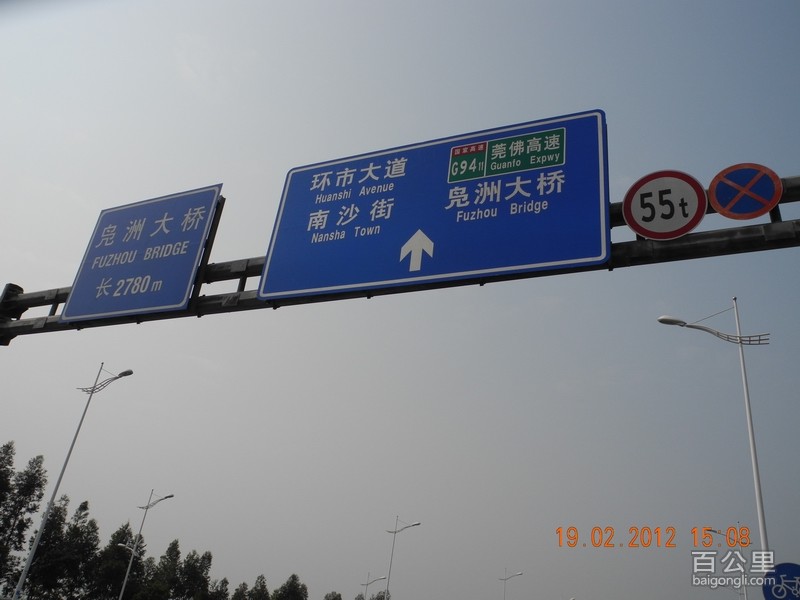 凫洲大桥
FUZHOU BRIDGE
长 2780 m
环市大道
Huanshi Avenue
南沙街
Nansha Town
国家高速
G9411
莞佛高速
Guanfo Expwy
凫洲大桥
Fuzhou Bridge
55t
19.02.2012 15:08
百公里
baigongli.com